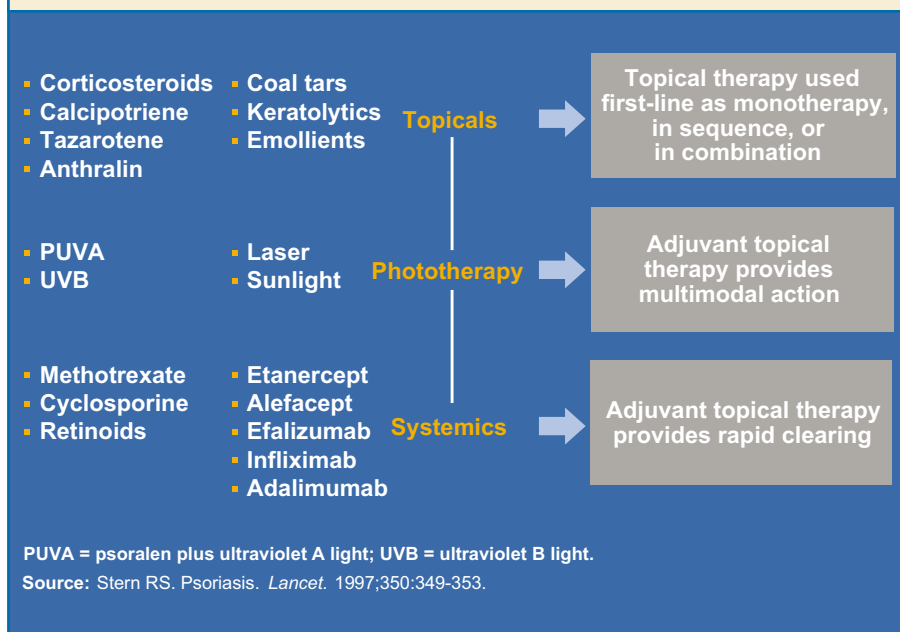 ▪ Corticosteroids
▪ Calcipotriene
▪ Tazarotene
▪ Anthralin
▪ Coal tars
▪ Keratolytics
▪ Emollients
Topicals
Topical therapy used
first-line as monotherapy,
in sequence, or
in combination
▪ PUVA
▪ UVB
▪ Laser
▪ Sunlight
Phototherapy
Adjuvant topical
therapy provides
multimodal action
▪ Methotrexate
▪ Cyclosporine
▪ Retinoids
▪ Etanercept
▪ Alefacept
▪ Efalizumab
▪ Infliximab
▪ Adalimumab
Systemics
Adjuvant topical therapy
provides rapid clearing
PUVA = psoralen plus ultraviolet A light; UVB = ultraviolet B light.
Source: Stern RS. Psoriasis. Lancet. 1997;350:349-353.